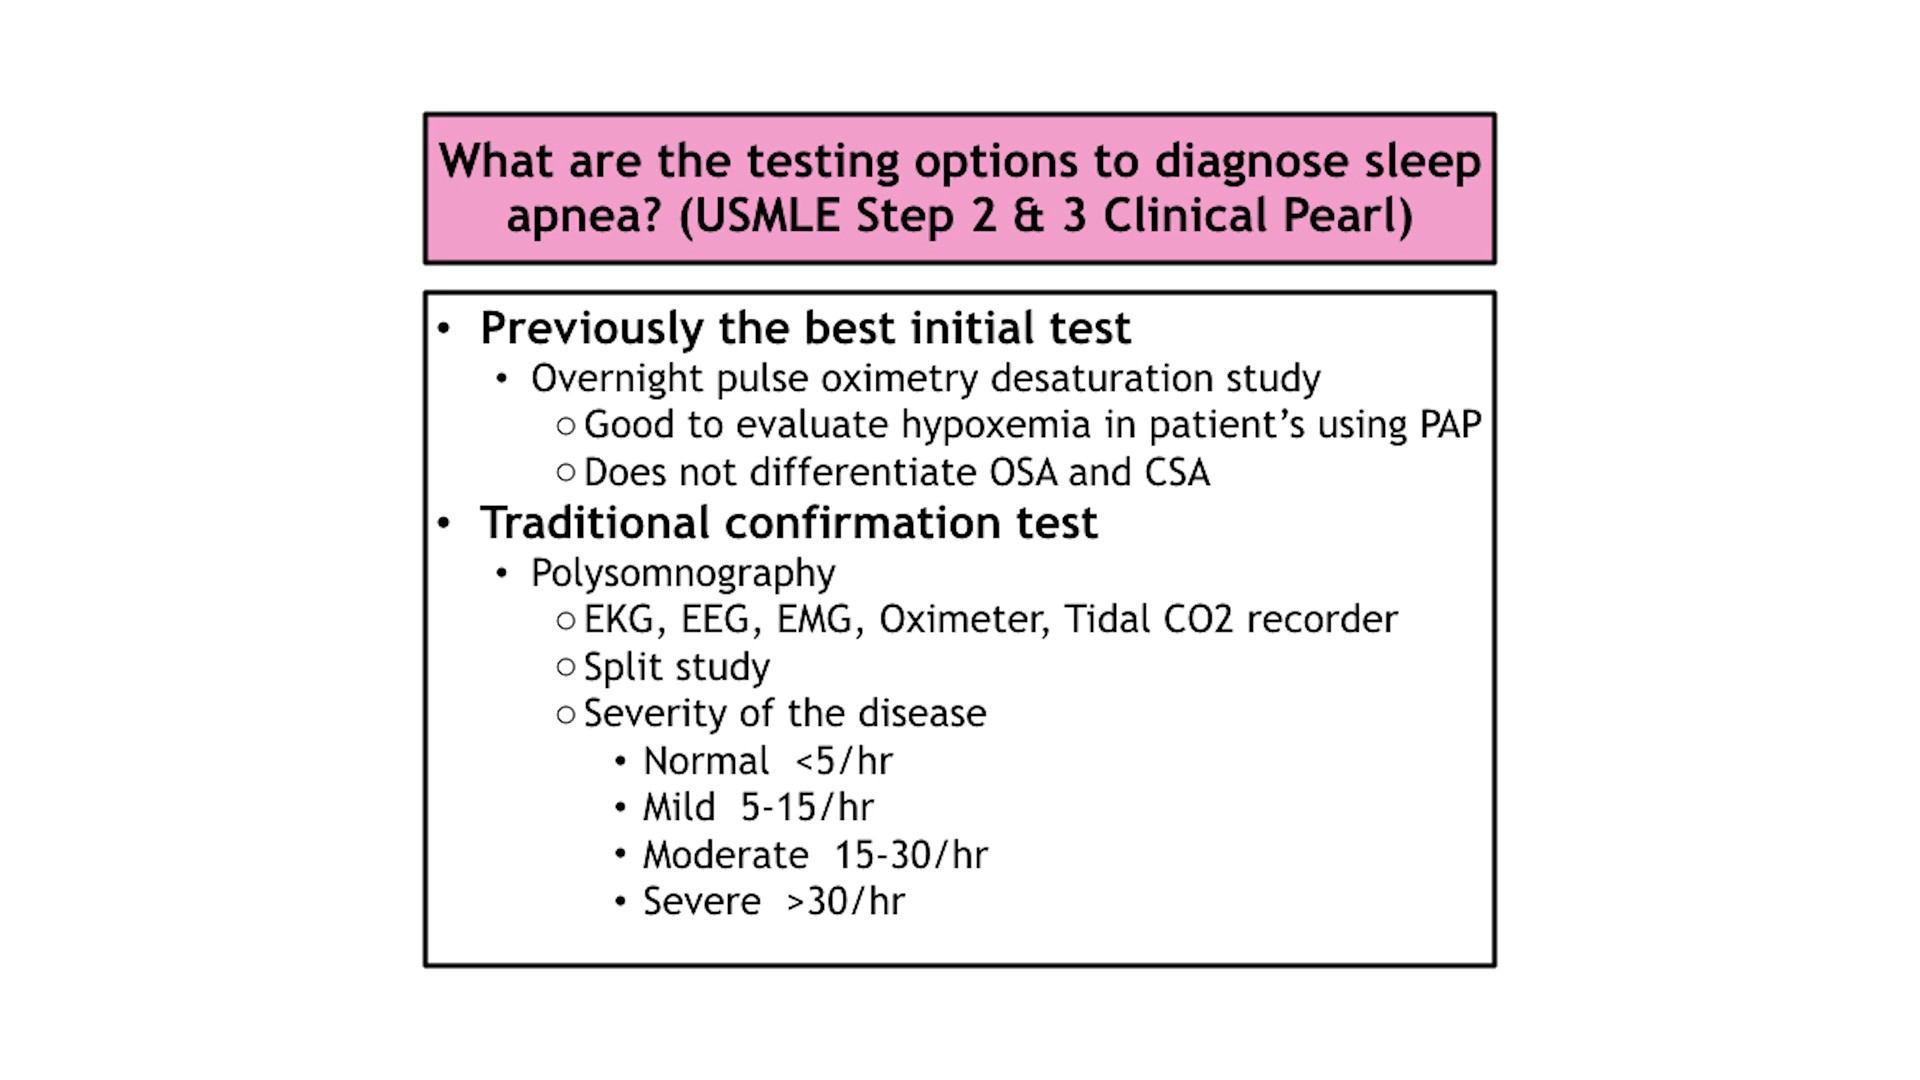 What are the testing options to diagnose sleep
apnea? (USMLE Step 2 & 3 Clinical Pearl)
• Previously the best initial test
• Overnight pulse oximetry desaturation study
○ Good to evaluate hypoxemia in patient’s using PAP
○ Does not differentiate OSA and CSA
• Traditional confirmation test
• Polysomnography
○ EKG, EEG, EMG, Oximeter, Tidal CO2 recorder
○ Split study
○ Severity of the disease
• Normal <5/hr
• Mild 5-15/hr
• Moderate 15-30/hr
• Severe >30/hr